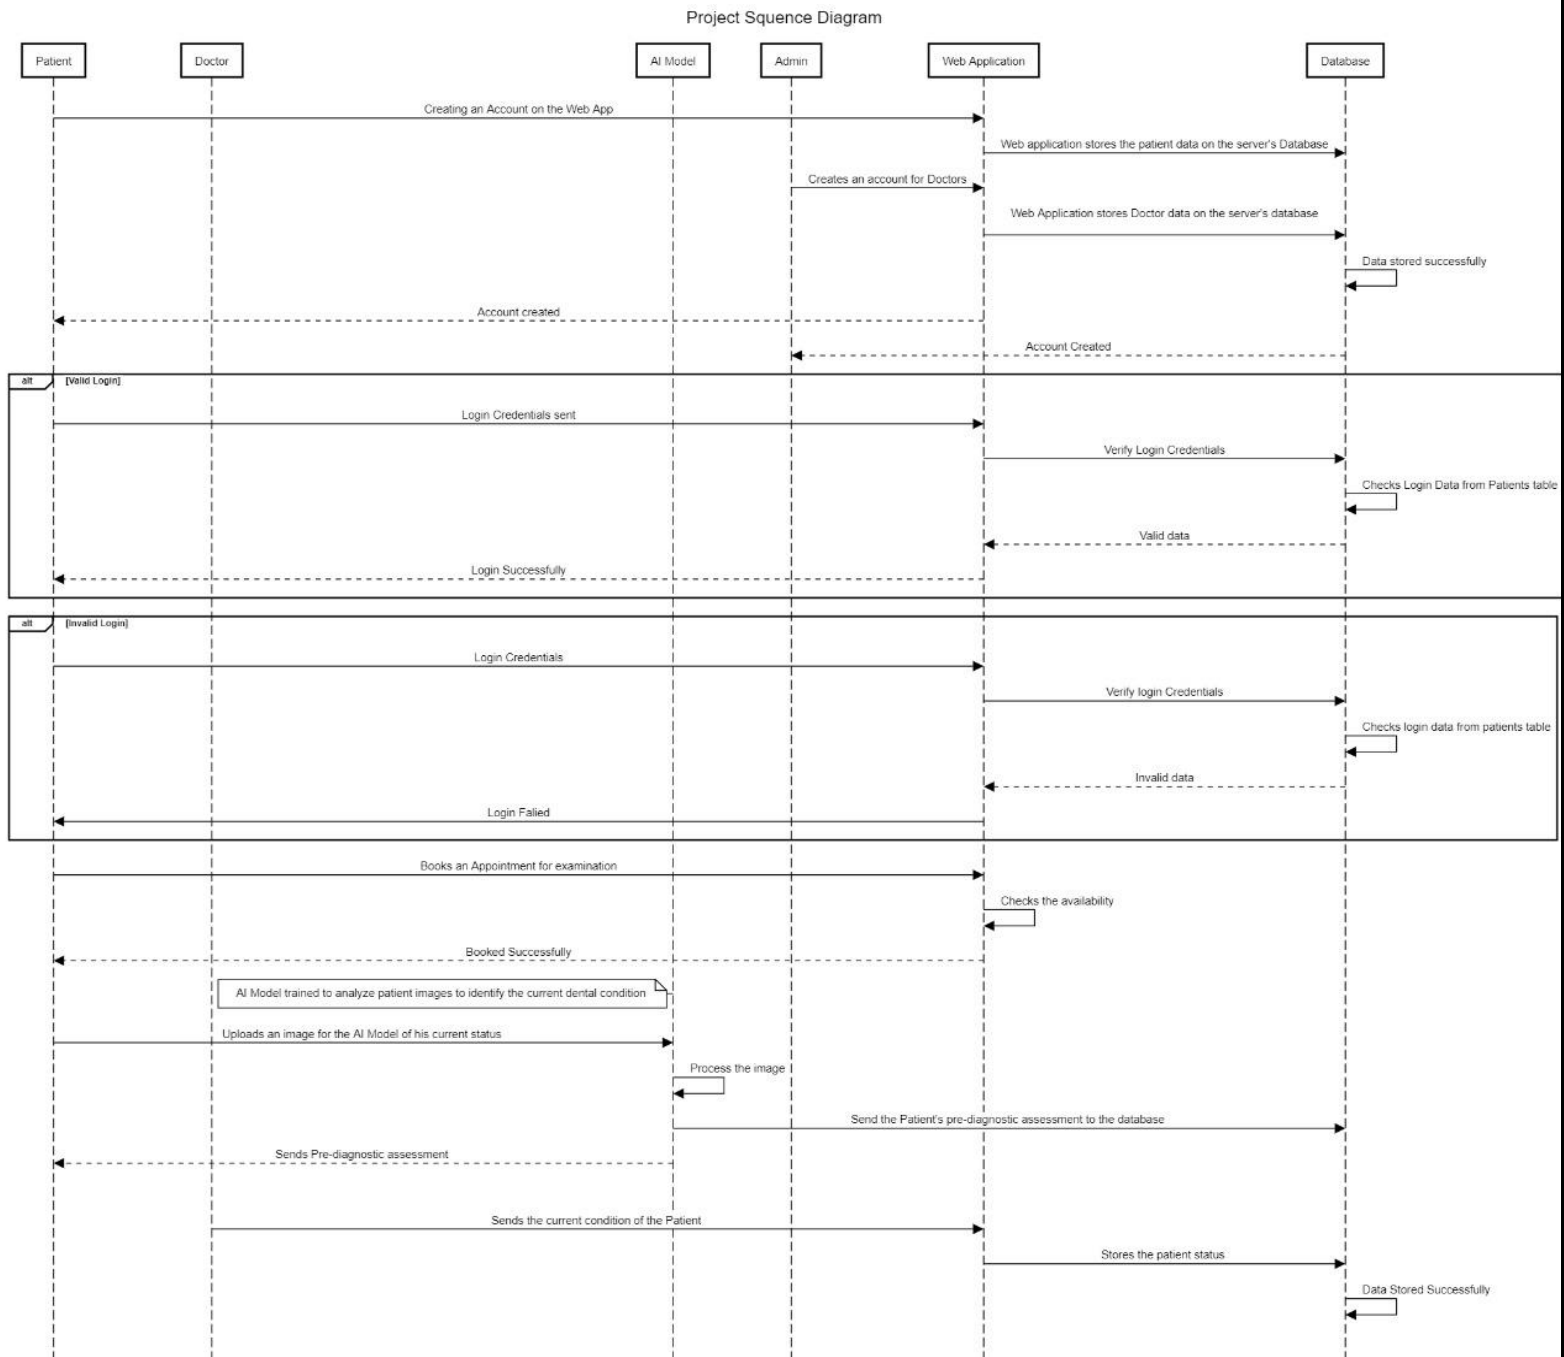 Project Squence Diagram
Patient
Doctor
AI Model
Admin
Web Application
Database
Creating an Account on the Web App
Web application stores the patient data on the server's Database
Creates an account for Doctors
Web Application stores Doctor data on the server's database
Data stored successfully
Account created
Account Created
alt
[Valid Login]
Login Credentials sent
Verify Login Credentials
Checks Login Data from Patients table
Valid data
Login Successfully
alt
[Invalid Login]
Login Credentials
Verify login Credentials
Checks login data from patients table
Invalid data
Login Falied
Books an Appointment for examination
Checks the availability
Booked Successfully
AI Model trained to analyze patient images to identify the current dental condition
Uploads an image for the AI Model of his current status
Process the image
Send the Patient's pre-diagnostic assessment to the database
Sends Pre-diagnostic assessment
Sends the current condition of the Patient
Stores the patient status
Data Stored Successfully